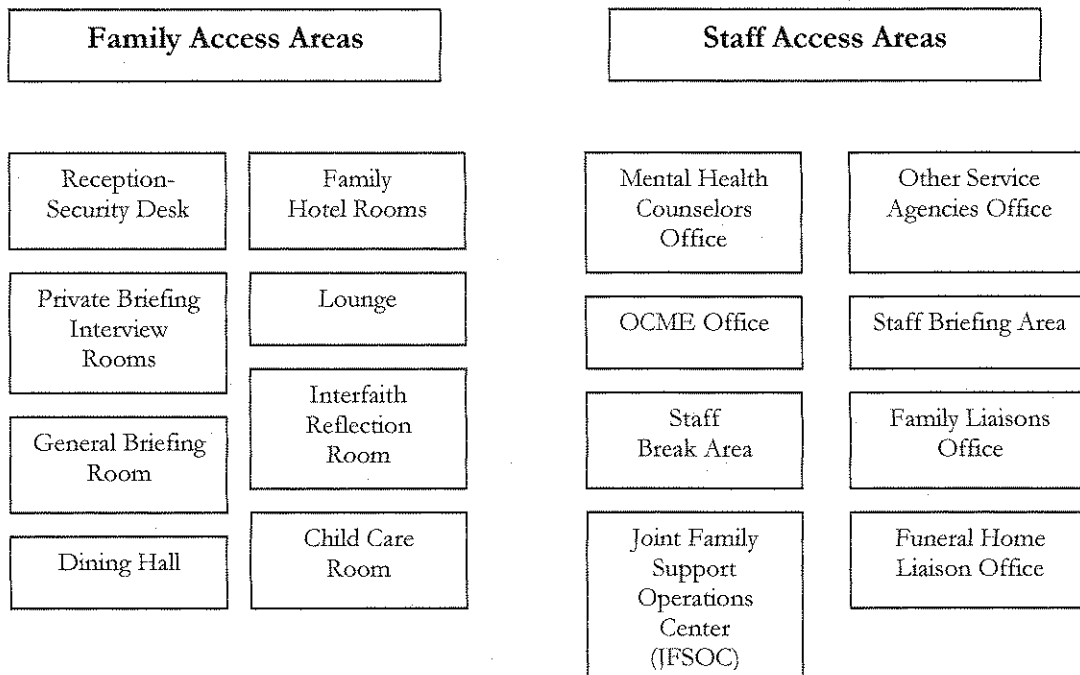 Family Access Areas
Staff Access Areas
Reception-
Security Desk
Family
Hotel Rooms
Private Briefing
Interview
Rooms
Lounge
General Briefing
Room
Interfaith
Reflection
Room
Dining Hall
Child Care
Room
Mental Health
Counselors
Office
Other Service
Agencies Office
OCME Office
Staff Briefing Area
Staff
Break Area
Family Liaisons
Office
Joint Family
Support
Operations
Center
(JFSOC)
Funeral Home
Liaison Office